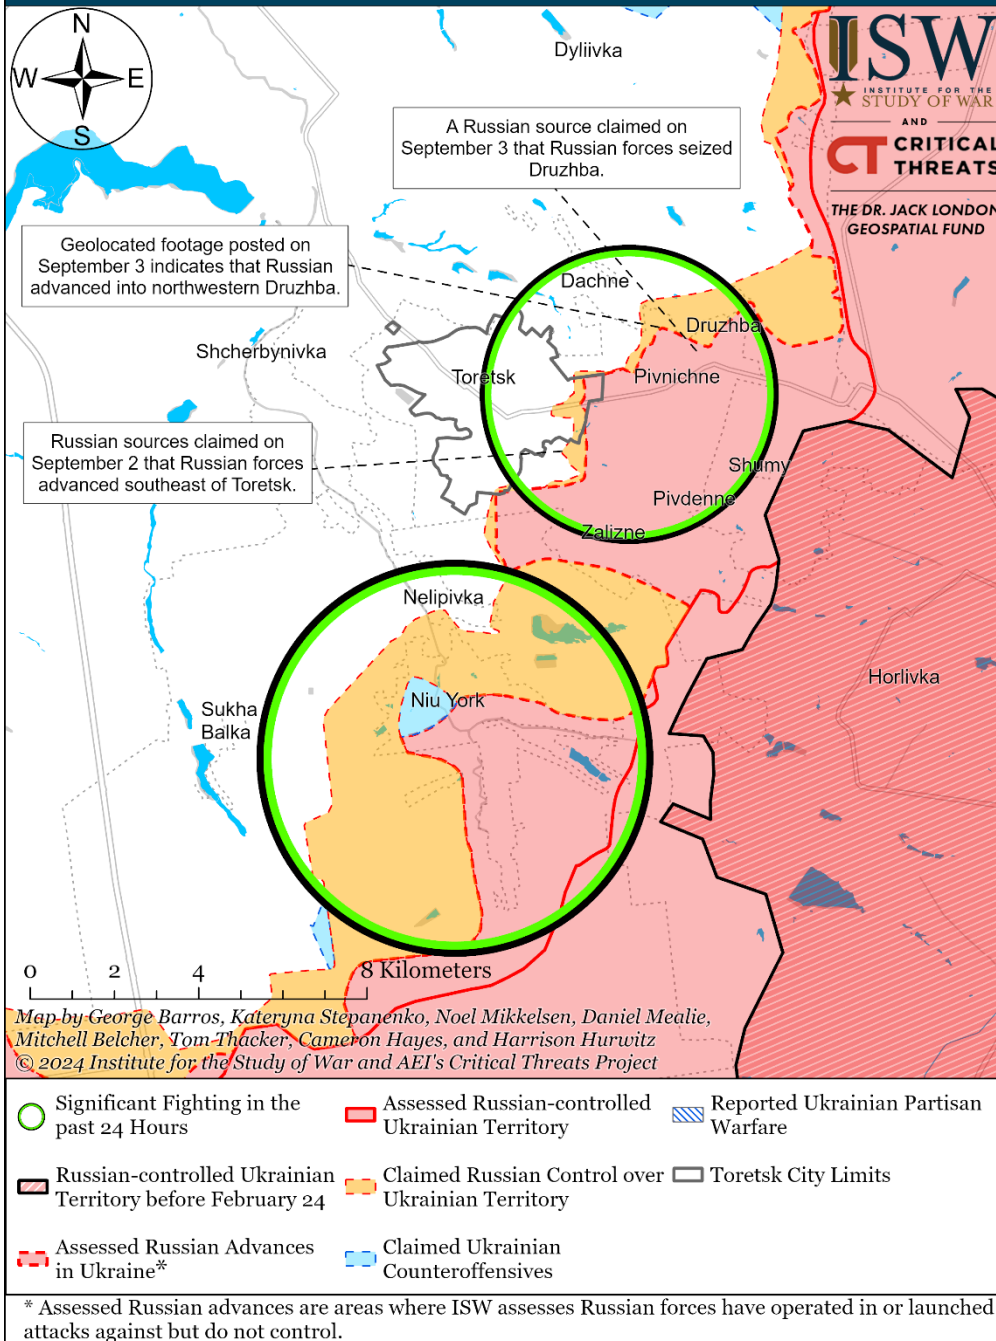 N
W
E
S
Dyliivka
ISW
INSTITUTE FOR THE
STUDY OF WAR
AND
CT CRITICAL
THREATS
THE DR. JACK LONDON
GEOSPATIAL FUND
A Russian source claimed on
September 3 that Russian forces seized
Druzhba.
Geolocated footage posted on
September 3 indicates that Russian
advanced into northwestern Druzhba.
Dachne
Druzhba
Shcherbynivka
Toretsk
Pivnichne
Russian sources claimed on
September 2 that Russian forces
advanced southeast of Toretsk.
Shumy
Pivdenne
Zalizne
Nelipivka
Horlivka
Niu York
Sukha
Balka
0 2 4 8 Kilometers
Map by George Barros, Kateryna Stepanenko, Noel Mikkelsen, Daniel Mealie,
Mitchell Belcher, Tom Thacker, Cameron Hayes, and Harrison Hurwitz
© 2024 Institute for the Study of War and AEI's Critical Threats Project
Significant Fighting in the
past 24 Hours
Russian-controlled Ukrainian
Territory before February 24
Assessed Russian Advances
in Ukraine*
Assessed Russian-controlled
Ukrainian Territory
Claimed Russian Control over
Ukrainian Territory
Claimed Ukrainian
Counteroffensives
Reported Ukrainian Partisan
Warfare
Toretsk City Limits
* Assessed Russian advances are areas where ISW assesses Russian forces have operated in or launched
attacks against but do not control.